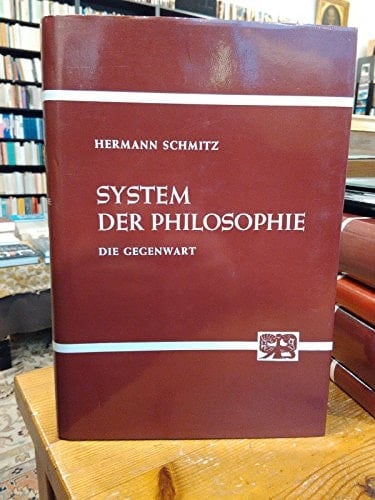 HERMANN SCHMITZ
SYSTEM
DER PHILOSOPHIE
DIE GEGENWART